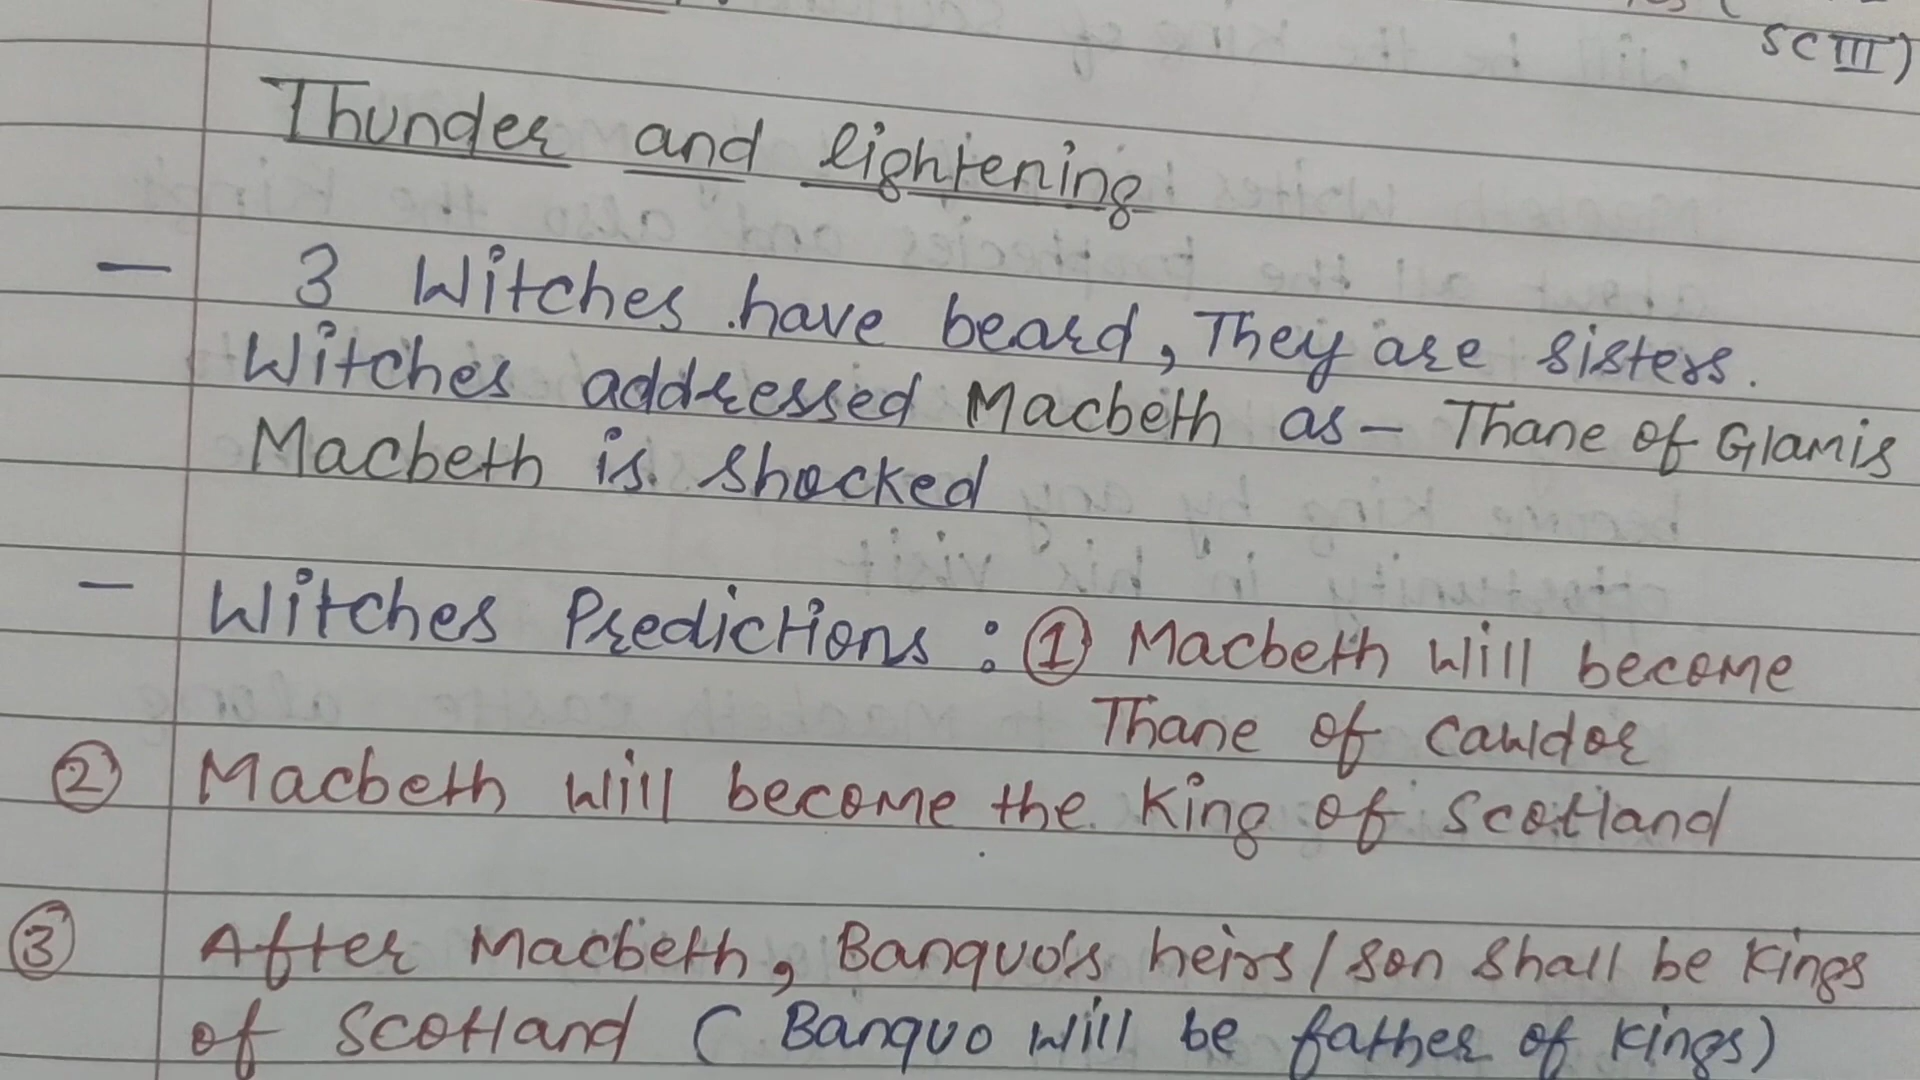 SC III)
Thunder and lightening
- 3 Witches have beard, They are sisters.
Witches addressed Macbeth as - Thane of Glamis
Macbeth is shocked
- Witches Predictions : ① Macbeth will become
Thane of Cawdor
② Macbeth will become the King of Scotland
③ After Macbeth, Banquo's heirs / son shall be Kings
of Scotland ( Banquo will be father of kings)